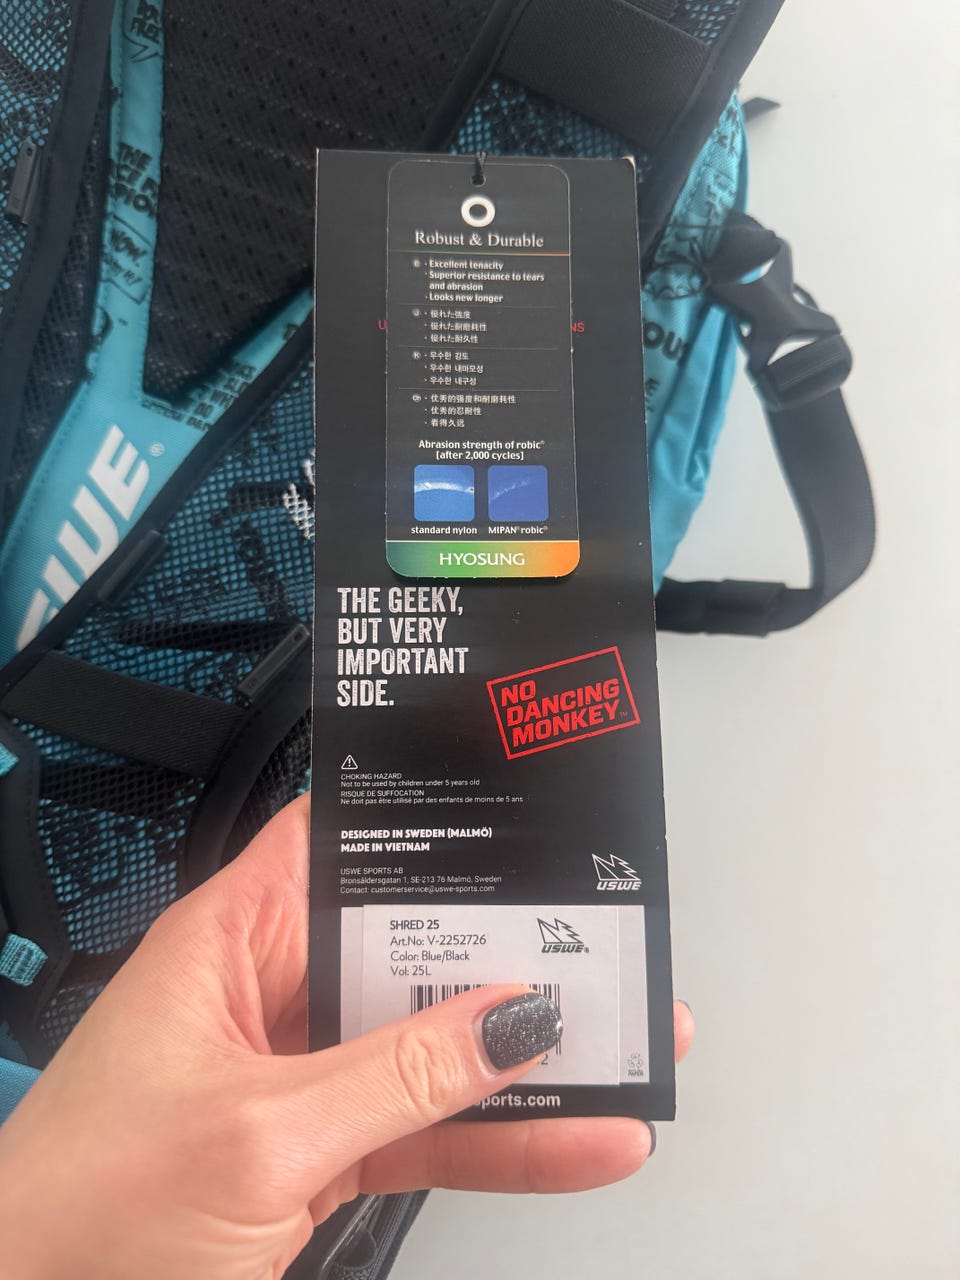 Robust & Durable
E · Excellent tenacity
· Superior resistance to tears
and abrasion
· Looks new longer
J · 優れた強度
· 優れた耐磨耗性
· 優れた耐久性
K · 우수한 강도
· 우수한 내마모성
· 우수한 내구성
Ch · 优秀的强度和耐磨耗性
· 优秀的忍耐性
· 看得久远
Abrasion strength of robic®
[after 2,000 cycles]
standard nylon MIPAN® robic®
HYOSUNG
THE GEEKY,
BUT VERY
IMPORTANT
SIDE.
NO
DANCING
MONKEY™
CHOKING HAZARD
Not to be used by children under 5 years old
RISQUE DE SUFFOCATION
Ne doit pas être utilisé par des enfants de moins de 5 ans
DESIGNED IN SWEDEN (MALMÖ)
MADE IN VIETNAM
USWE SPORTS AB
Bronsåldersgatan 1, SE-213 76 Malmö, Sweden
Contact: customerservice@uswe-sports.com
USWE
SHRED 25
Art.No: V-2252726
Color: Blue/Black
Vol: 25L
USWE®
ports.com
USWE®